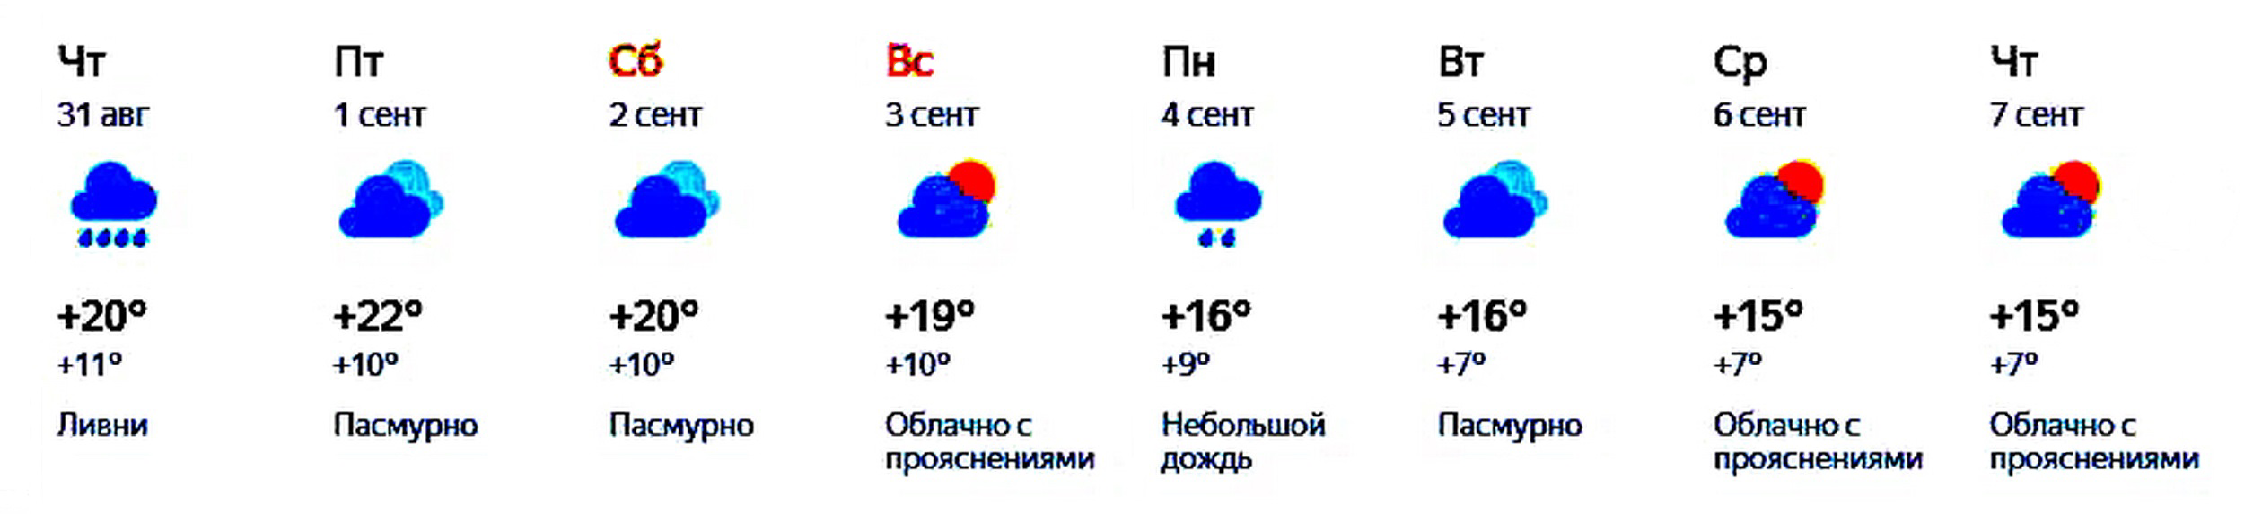 Чт Пт Сб Вс Пн Вт Ср Чт
31 авг 1 сент 2 сент 3 сент 4 сент 5 сент 6 сент 7 сент
+20° +22° +20° +19° +16° +16° +15° +15°
+11° +10° +10° +10° +9° +7° +7° +7°
Ливни Пасмурно Пасмурно Облачно с Небольшой Пасмурно Облачно с Облачно с
прояснениями дождь прояснениями прояснениями